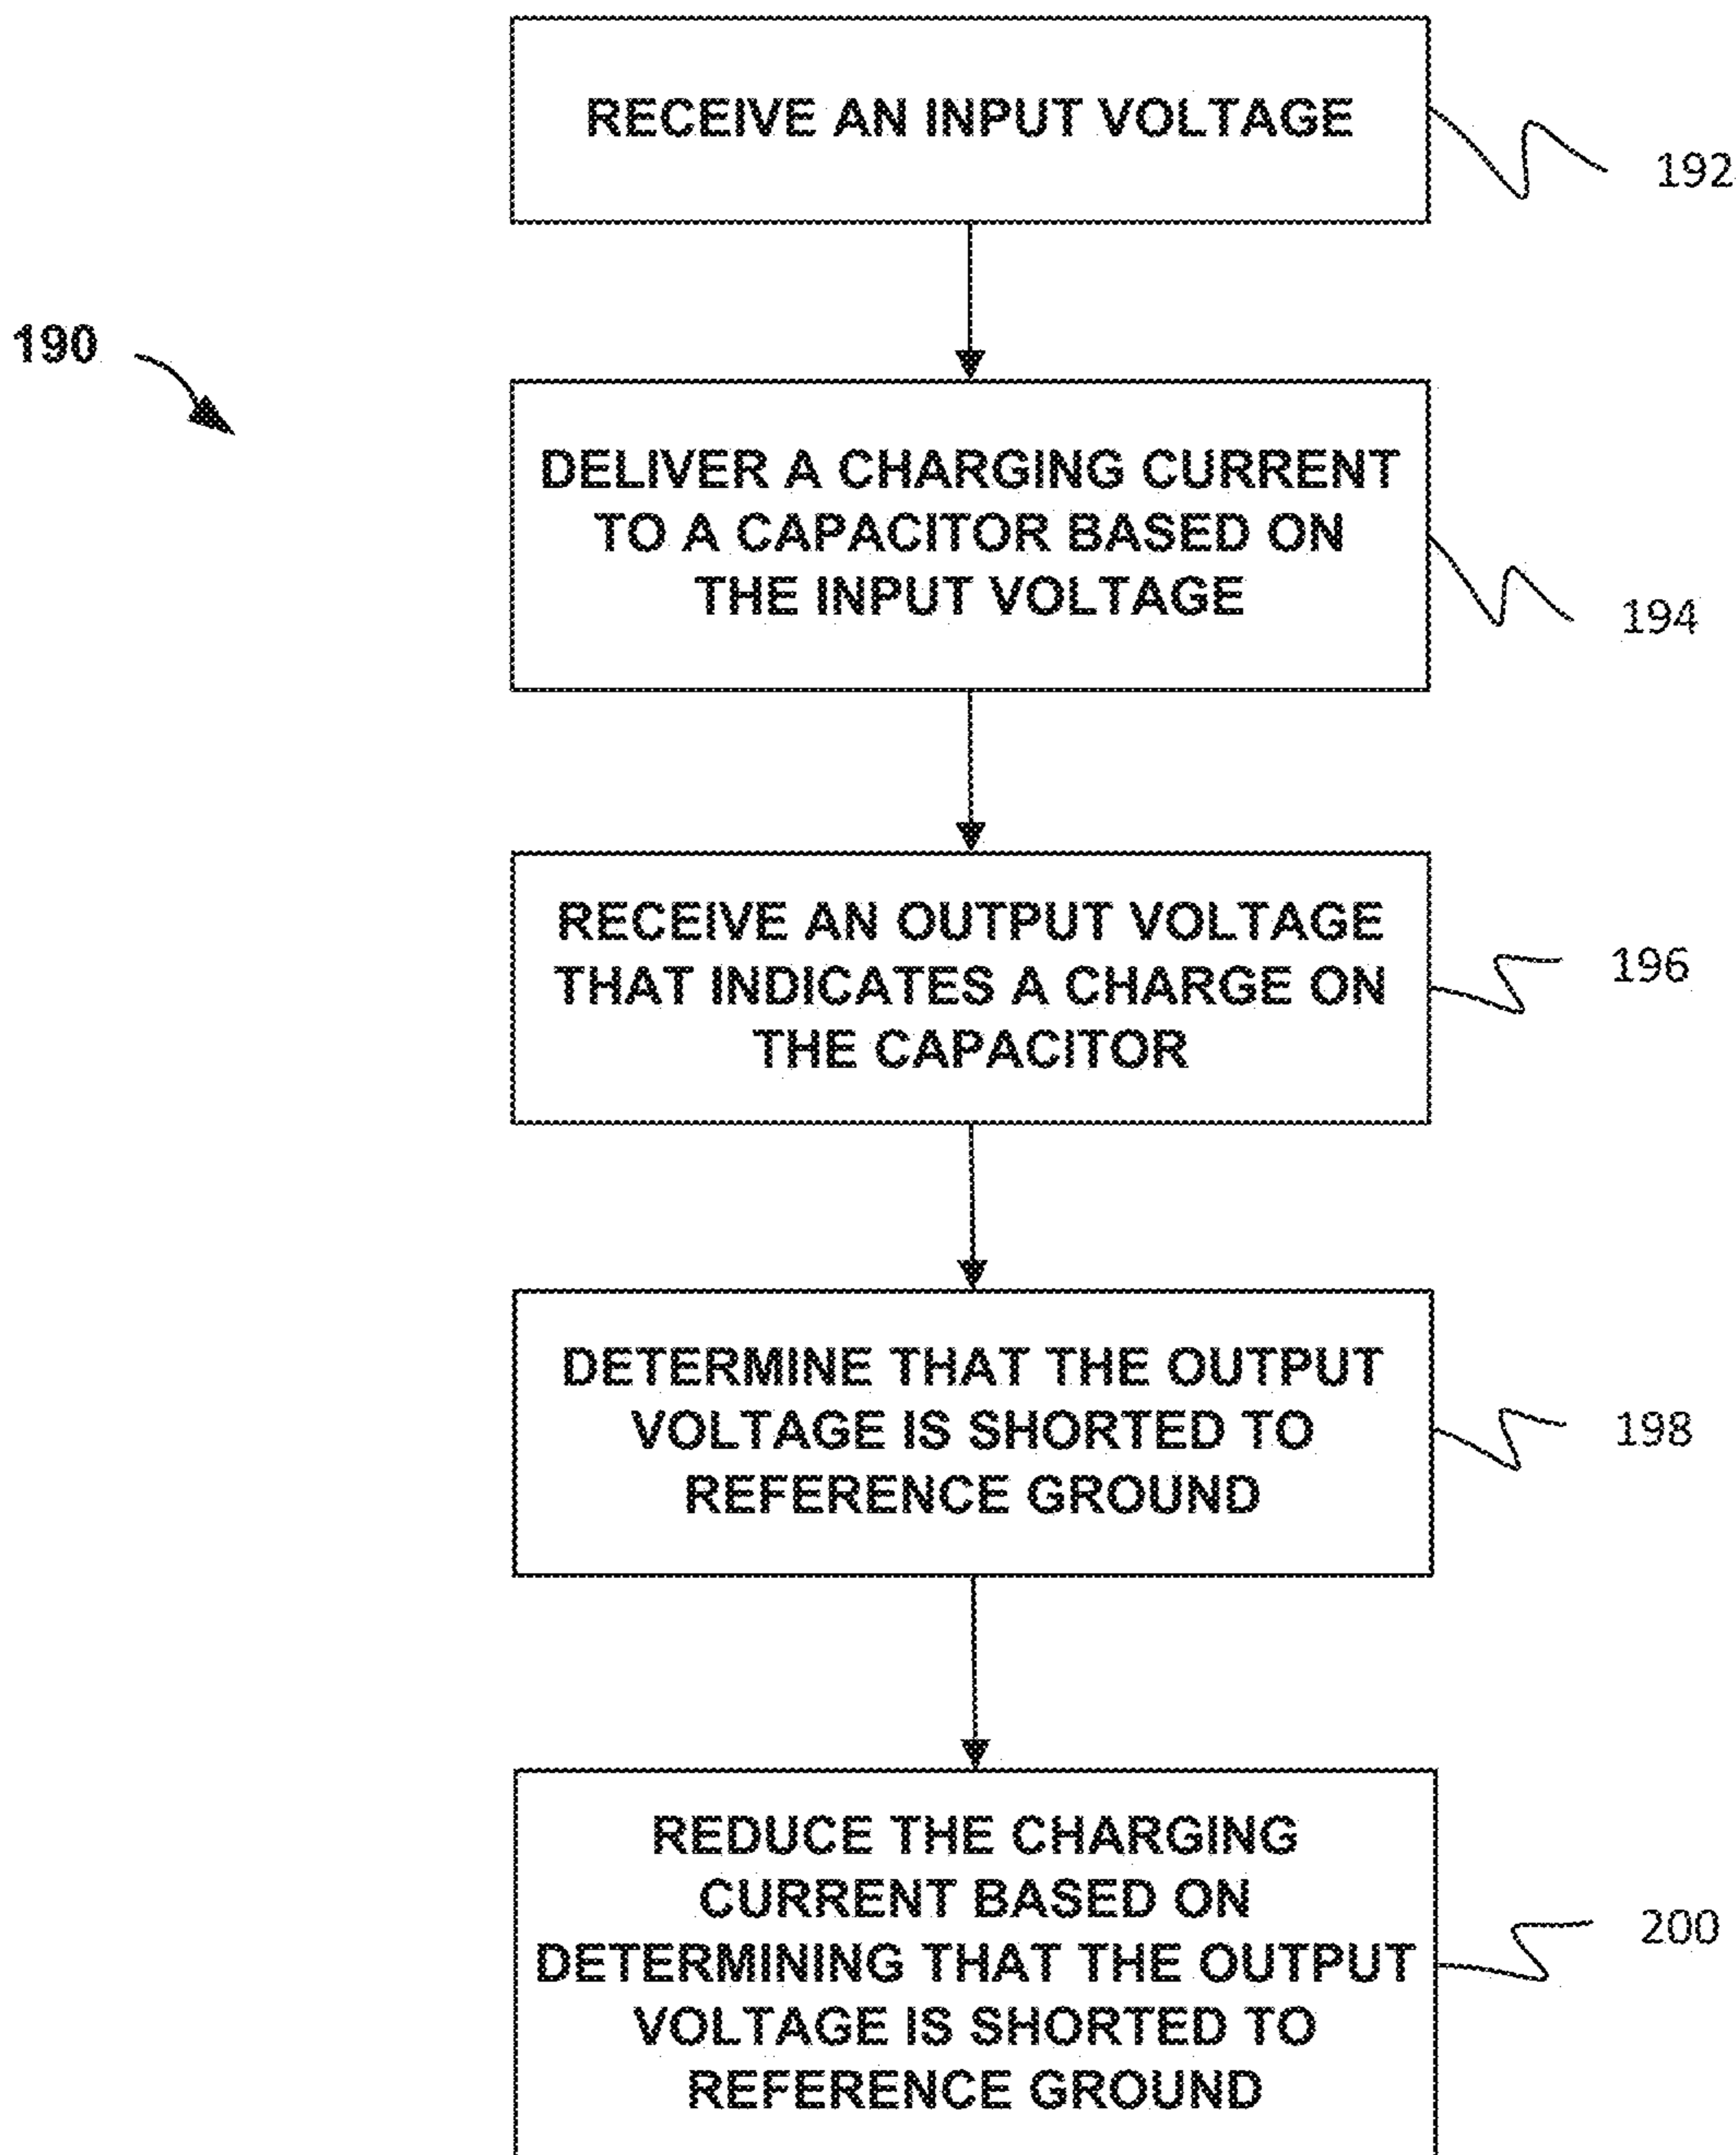 RECEIVE AN INPUT VOLTAGE
192
190
DELIVER A CHARGING CURRENT
TO A CAPACITOR BASED ON
THE INPUT VOLTAGE
194
RECEIVE AN OUTPUT VOLTAGE
THAT INDICATES A CHARGE ON
THE CAPACITOR
196
DETERMINE THAT THE OUTPUT
VOLTAGE IS SHORTED TO
REFERENCE GROUND
198
REDUCE THE CHARGING
CURRENT BASED ON
DETERMINING THAT THE OUTPUT
VOLTAGE IS SHORTED TO
REFERENCE GROUND
200